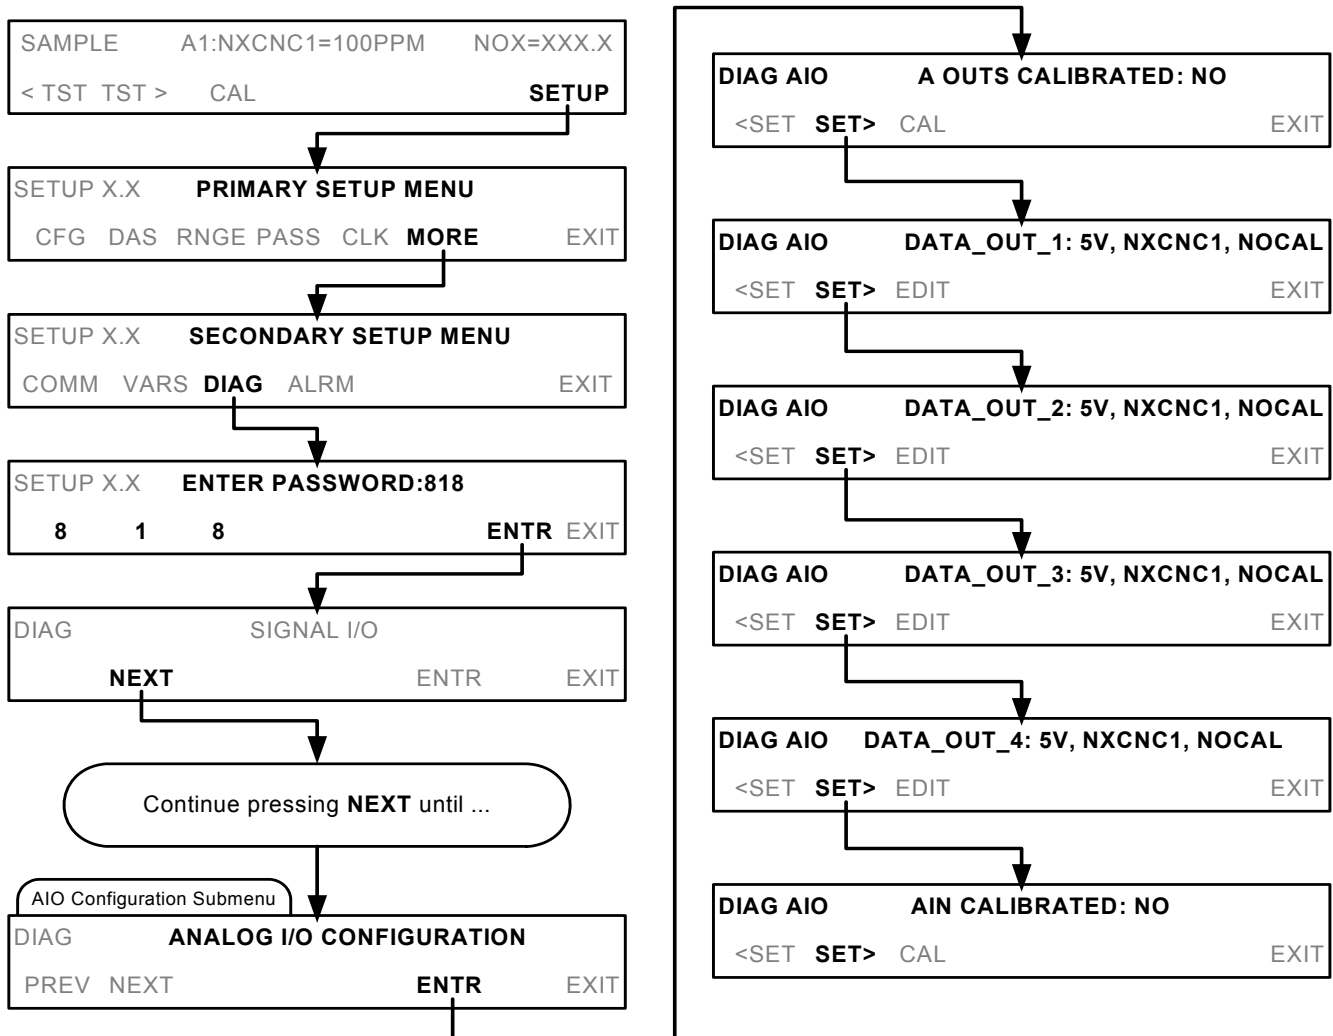 SAMPLE A1:NXCNC1=100PPM NOX=XXX.X
< TST TST > CAL SETUP
SETUP X.X PRIMARY SETUP MENU
CFG DAS RNGE PASS CLK MORE EXIT
SETUP X.X SECONDARY SETUP MENU
COMM VARS DIAG ALRM EXIT
SETUP X.X ENTER PASSWORD:818
8 1 8 ENTR EXIT
DIAG SIGNAL I/O
NEXT ENTR EXIT
Continue pressing NEXT until ...
AIO Configuration Submenu
DIAG ANALOG I/O CONFIGURATION
PREV NEXT ENTR EXIT
DIAG AIO A OUTS CALIBRATED: NO
<SET SET> CAL EXIT
DIAG AIO DATA_OUT_1: 5V, NXCNC1, NOCAL
<SET SET> EDIT EXIT
DIAG AIO DATA_OUT_2: 5V, NXCNC1, NOCAL
<SET SET> EDIT EXIT
DIAG AIO DATA_OUT_3: 5V, NXCNC1, NOCAL
<SET SET> EDIT EXIT
DIAG AIO DATA_OUT_4: 5V, NXCNC1, NOCAL
<SET SET> EDIT EXIT
DIAG AIO AIN CALIBRATED: NO
<SET SET> CAL EXIT